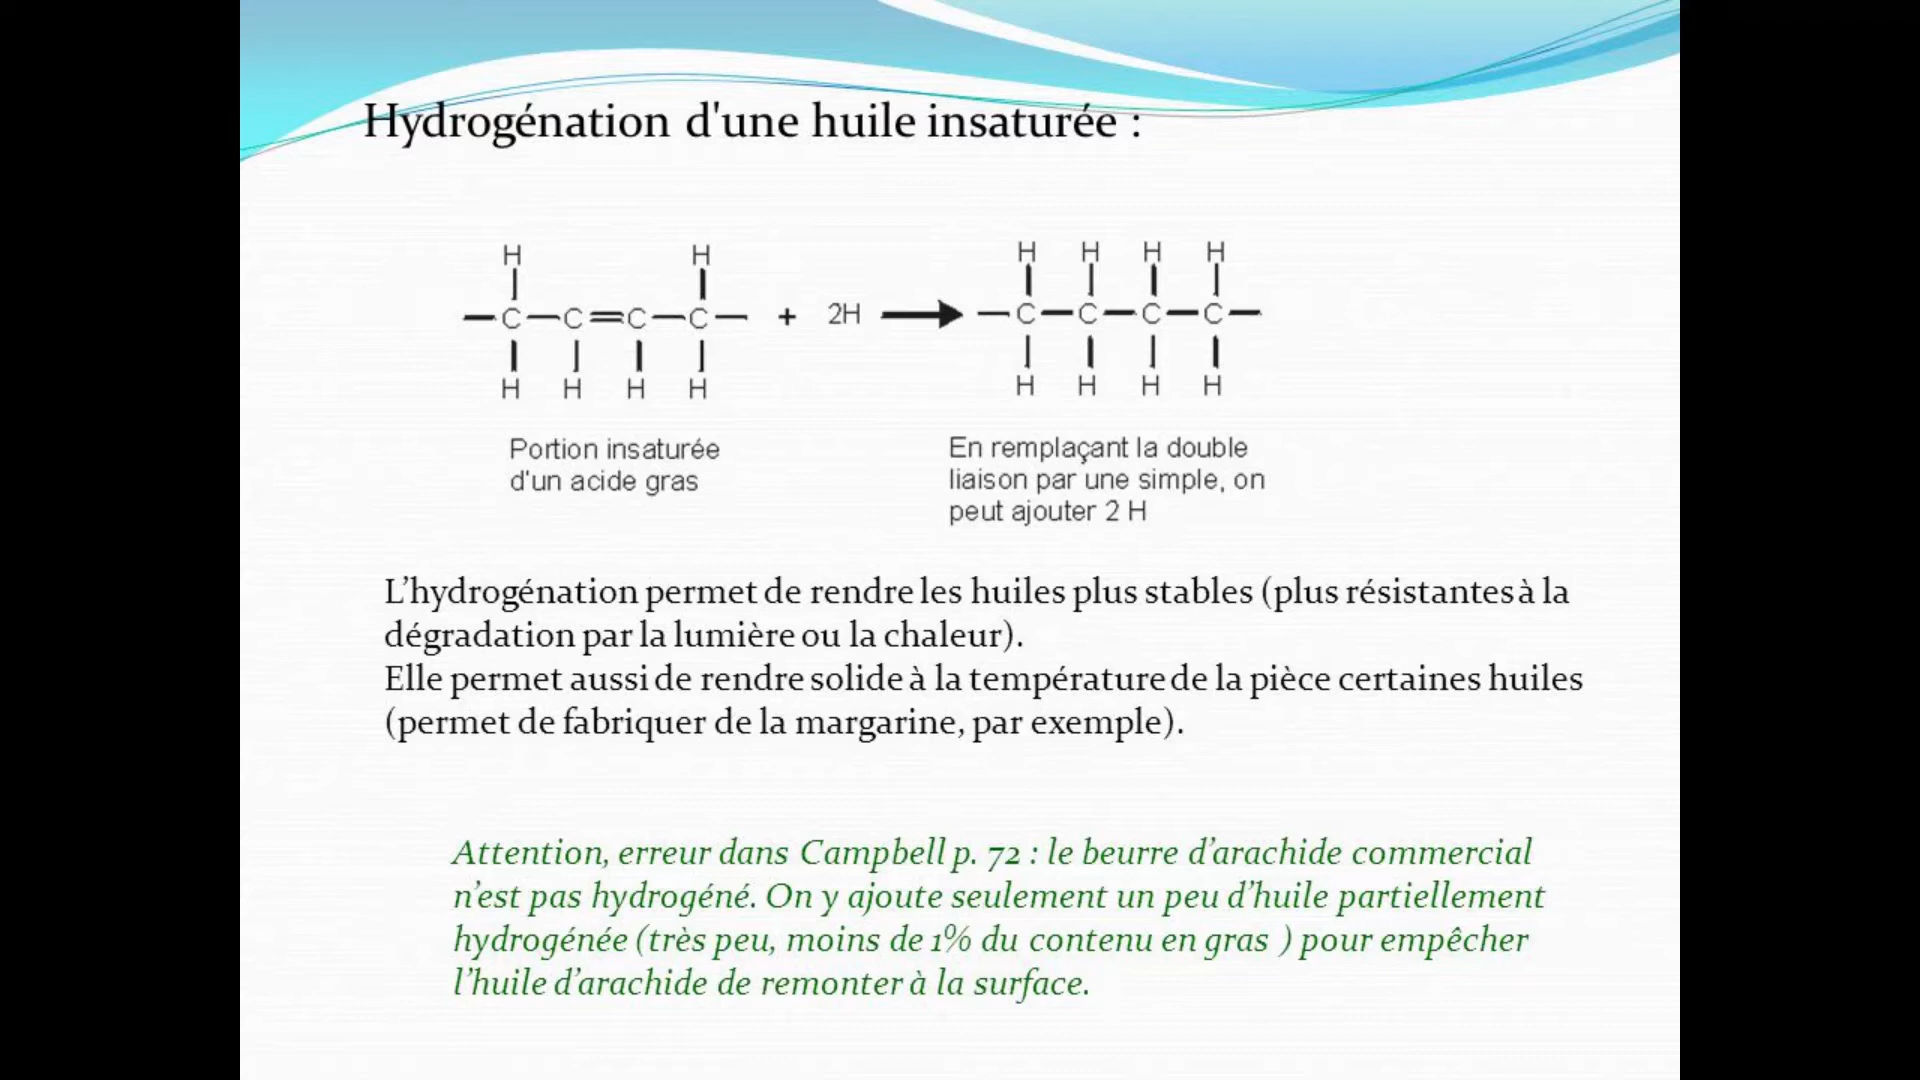 Hydrogénation d'une huile insaturée :
H H H H H H
C C C C + 2H C C C C
H H H H H H H H
Portion insaturée
d'un acide gras
En remplaçant la double
liaison par une simple, on
peut ajouter 2 H
L’hydrogénation permet de rendre les huiles plus stables (plus résistantes à la
dégradation par la lumière ou la chaleur).
Elle permet aussi de rendre solide à la température de la pièce certaines huiles
(permet de fabriquer de la margarine, par exemple).
Attention, erreur dans Campbell p. 72 : le beurre d’arachide commercial
n’est pas hydrogéné. On y ajoute seulement un peu d’huile partiellement
hydrogénée (très peu, moins de 1% du contenu en gras ) pour empêcher
l’huile d’arachide de remonter à la surface.